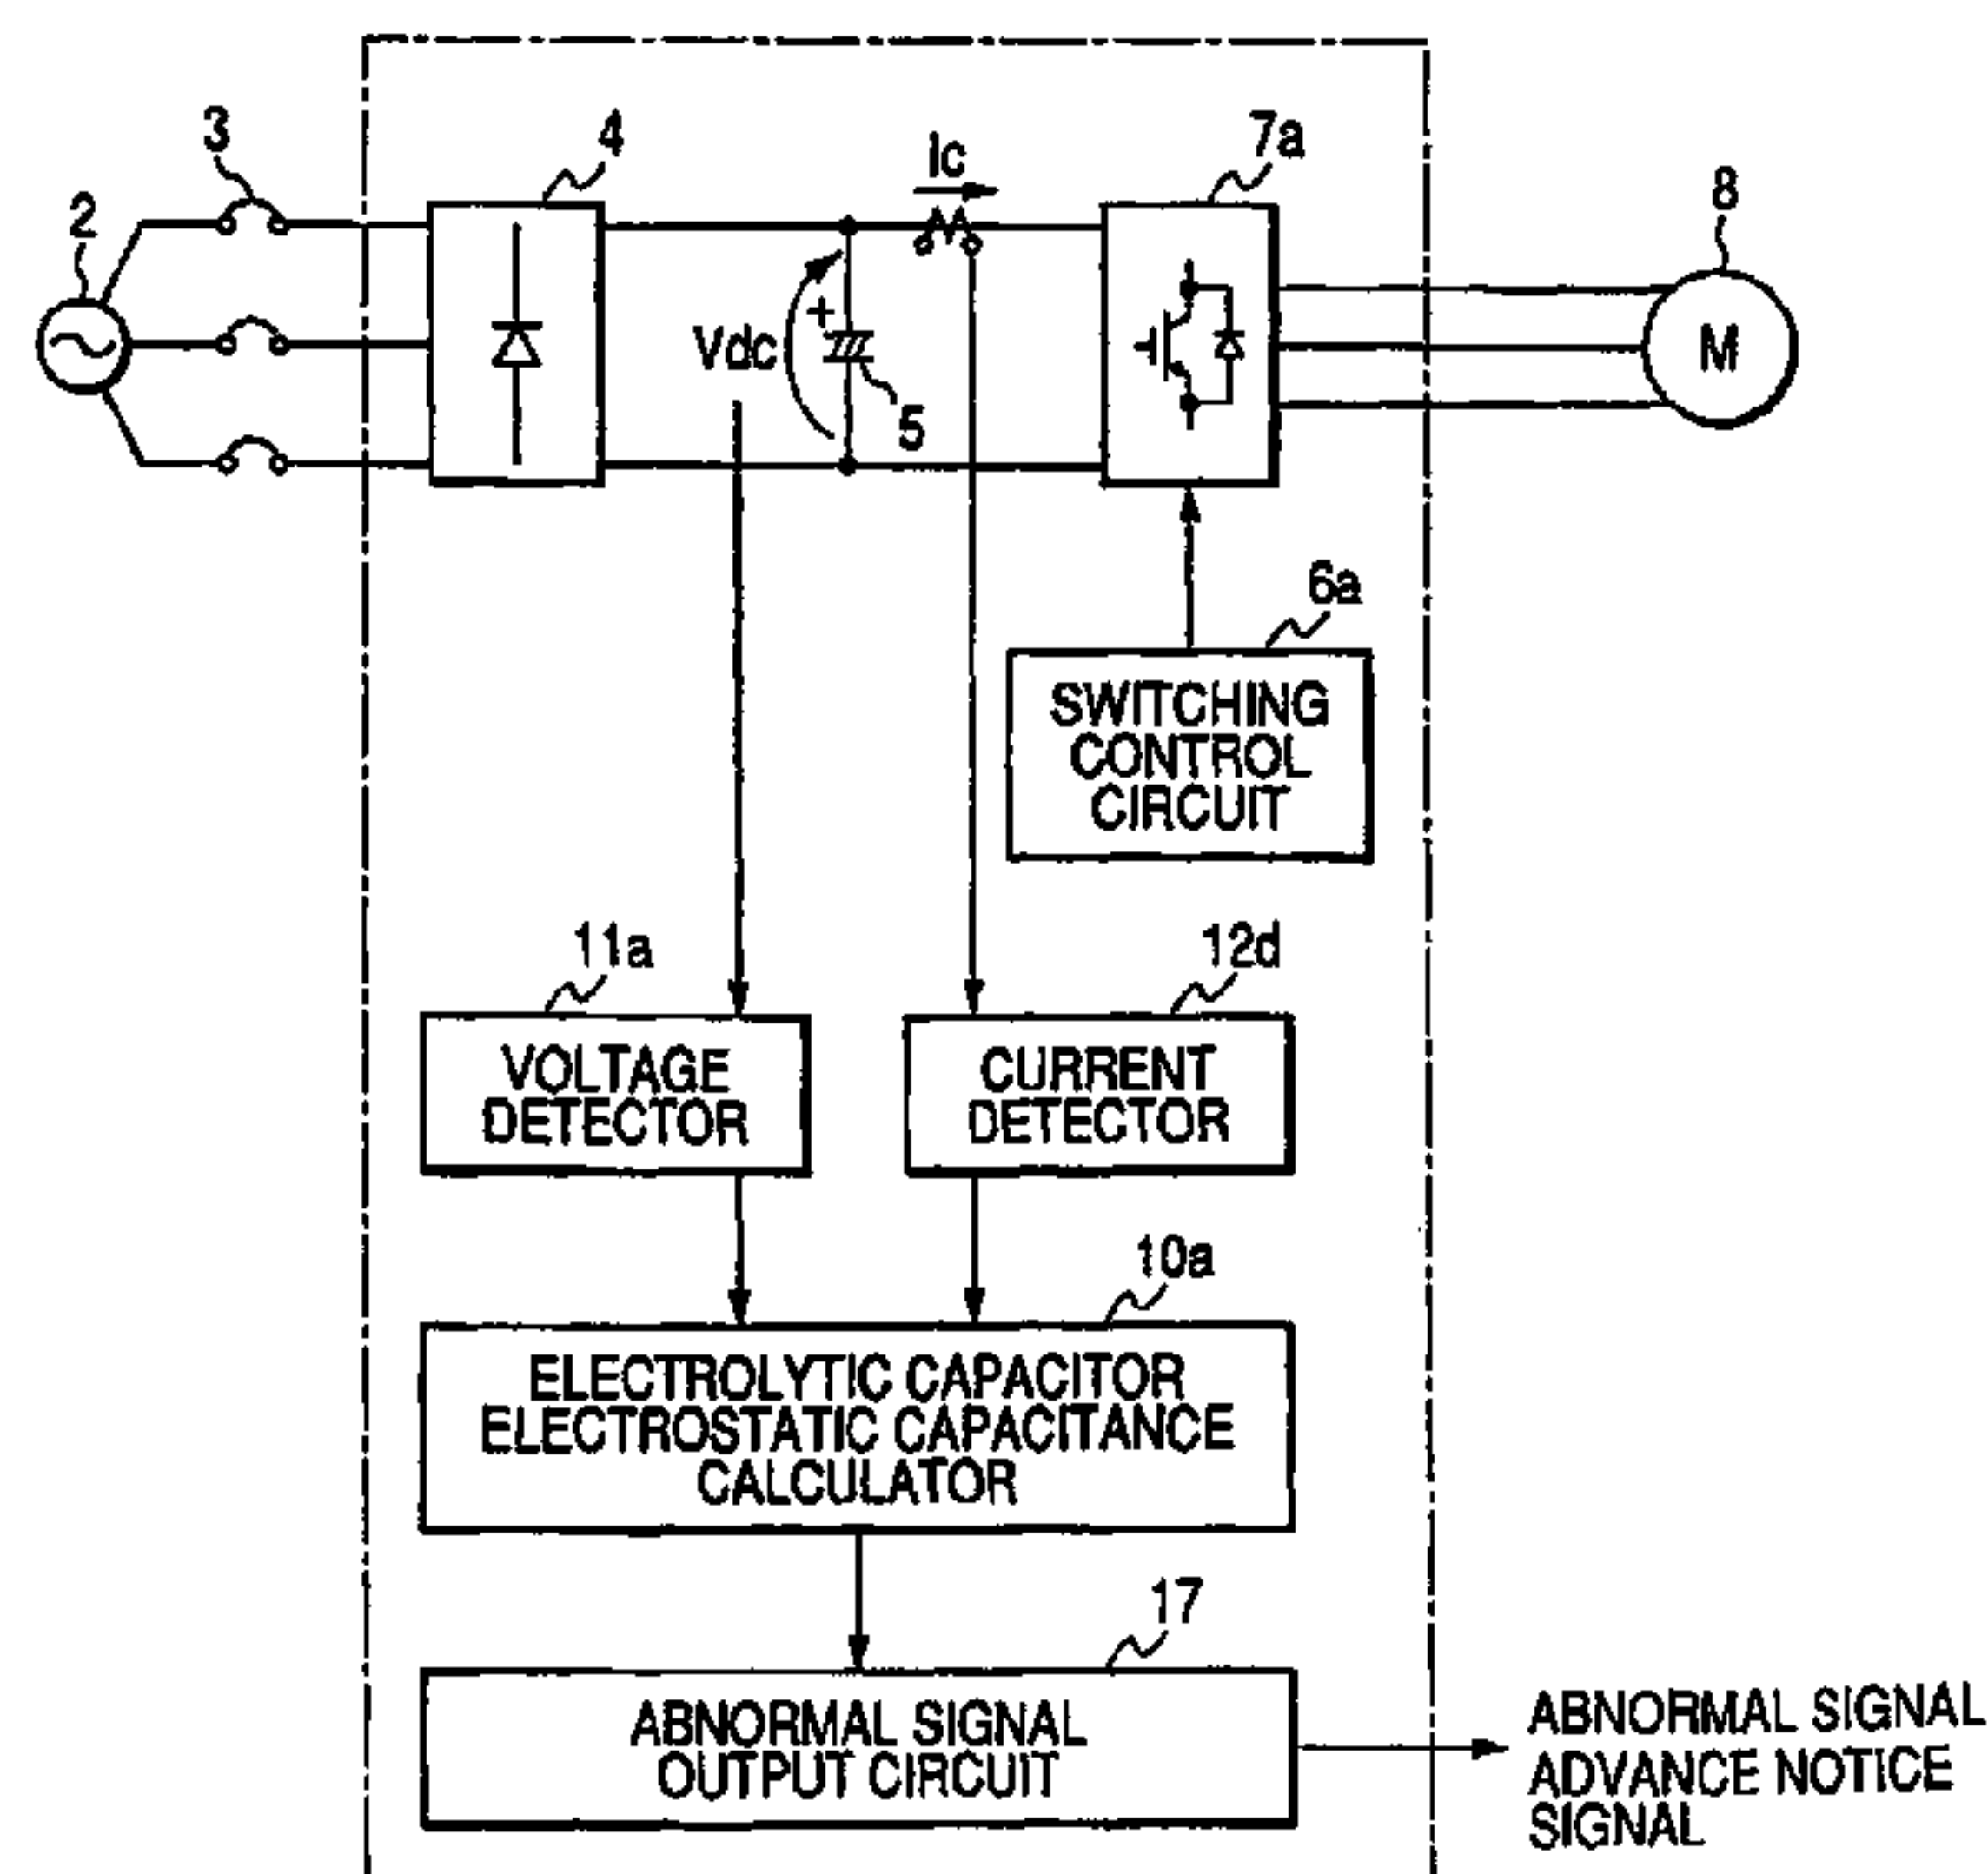 3
4
Ic
7a
2
8
+
Vdc
5
M
6a
SWITCHING
CONTROL
CIRCUIT
11a
12d
VOLTAGE
DETECTOR
CURRENT
DETECTOR
10a
ELECTROLYTIC CAPACITOR
ELECTROSTATIC CAPACITANCE
CALCULATOR
17
ABNORMAL SIGNAL
OUTPUT CIRCUIT
ABNORMAL SIGNAL
ADVANCE NOTICE
SIGNAL